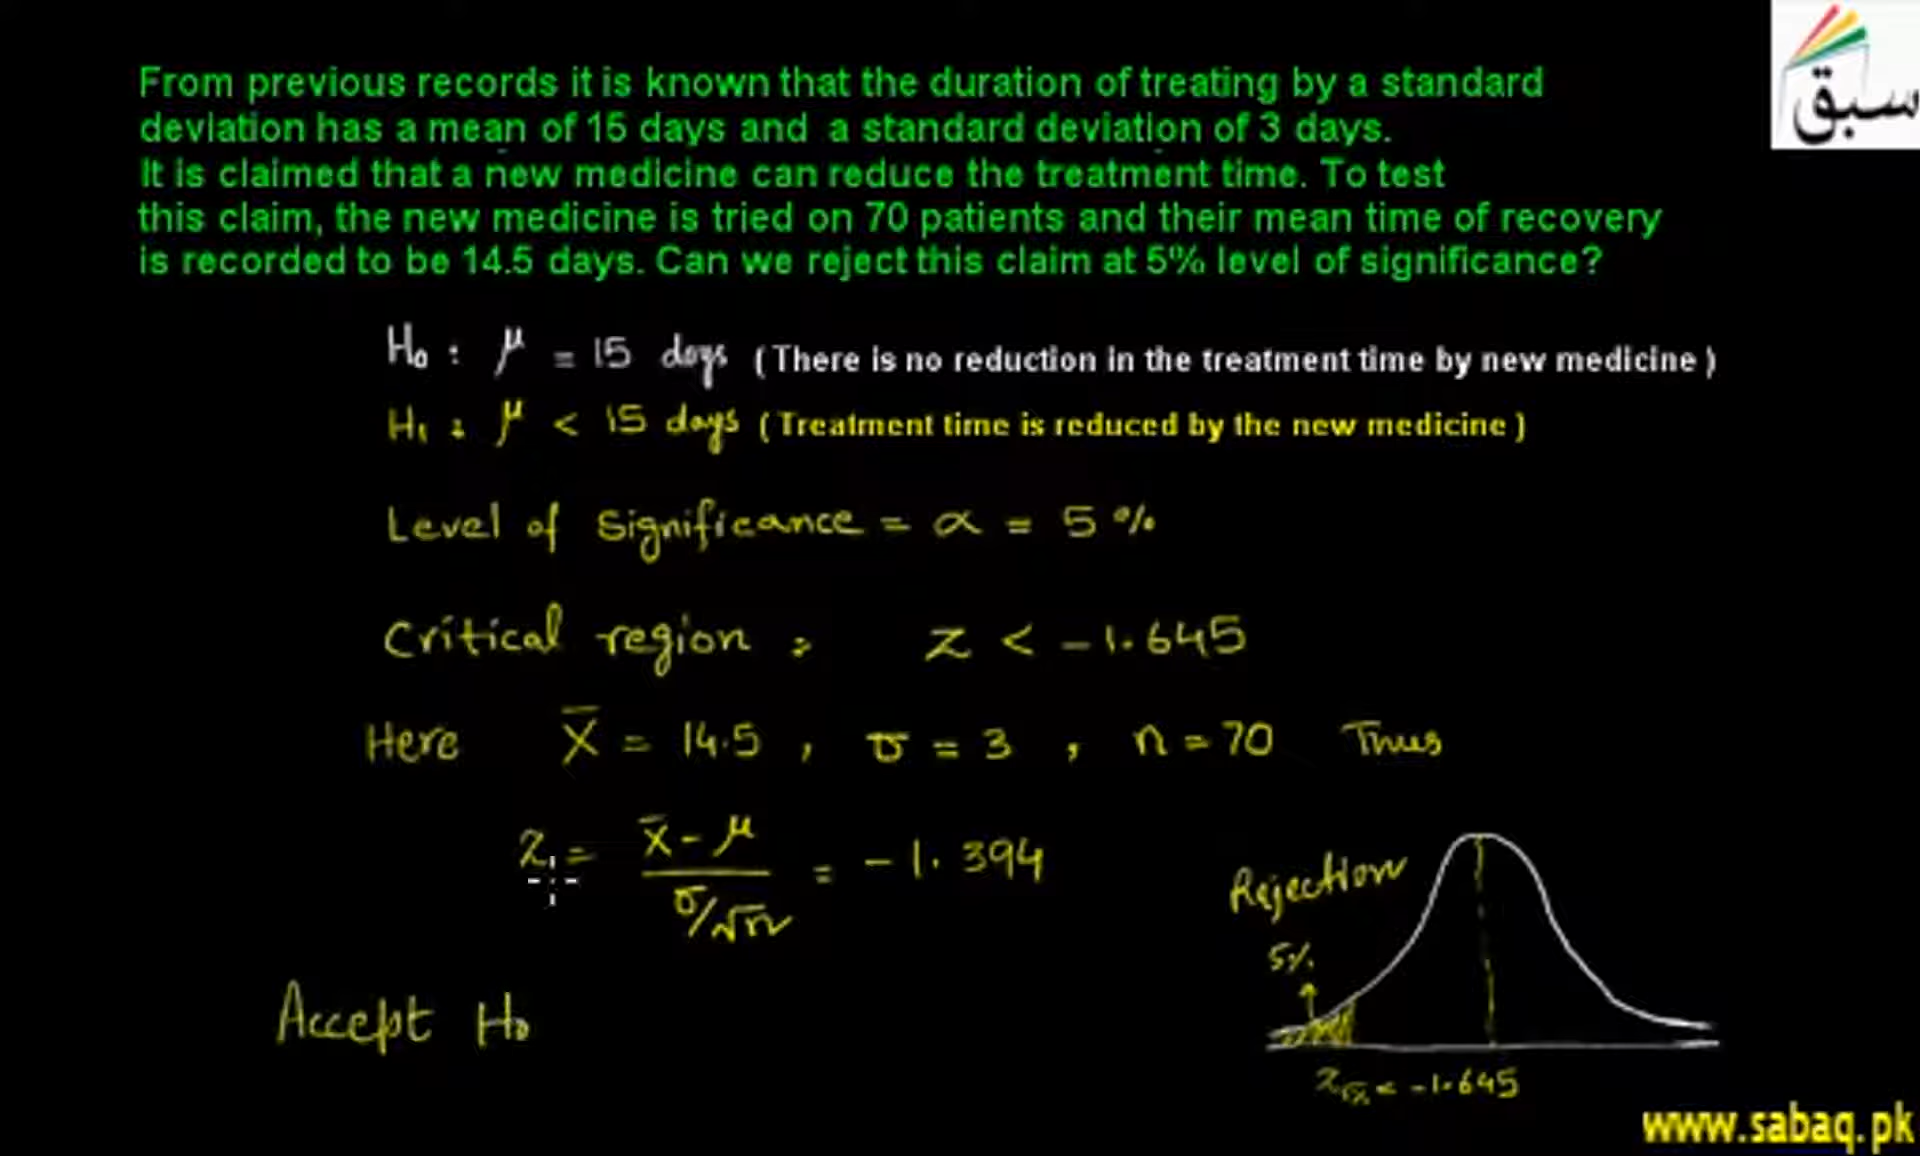 سبق
From previous records it is known that the duration of treating by a standard
deviation has a mean of 15 days and a standard deviation of 3 days.
It is claimed that a new medicine can reduce the treatment time. To test
this claim, the new medicine is tried on 70 patients and their mean time of recovery
is recorded to be 14.5 days. Can we reject this claim at 5% level of significance?
H₀ : μ = 15 days (There is no reduction in the treatment time by new medicine)
H₁ : μ < 15 days (Treatment time is reduced by the new medicine)
Level of Significance = α = 5 %
Critical region : Z < -1.645
Here X̄ = 14.5 , σ = 3 , n = 70 Thus
Z = (x̄ - μ) / (σ/√n) = -1.394
Rejection
5%
Accept H₀
< -1.645
www.sabaq.pk